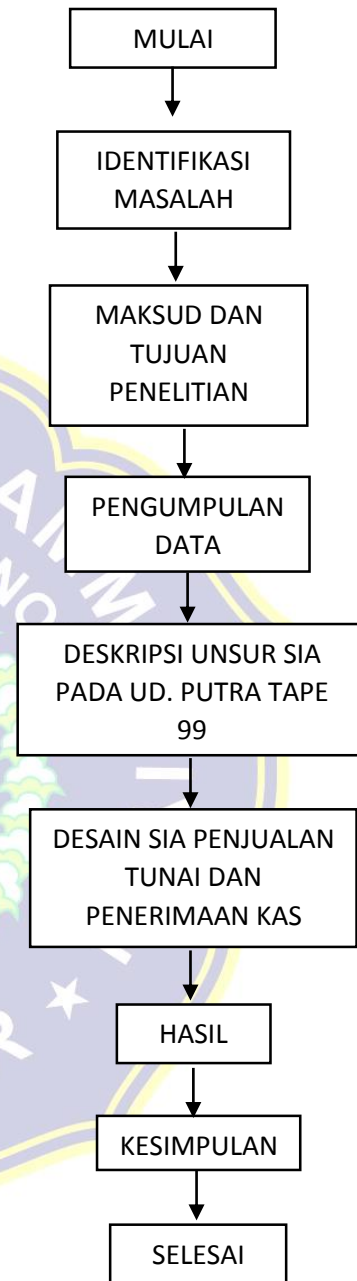 MULAI
IDENTIFIKASI
MASALAH
MAKSUD DAN
TUJUAN
PENELITIAN
PENGUMPULAN
DATA
DESKRIPSI UNSUR SIA
PADA UD. PUTRA TAPE
99
DESAIN SIA PENJUALAN
TUNAI DAN
PENERIMAAN KAS
HASIL
KESIMPULAN
SELESAI